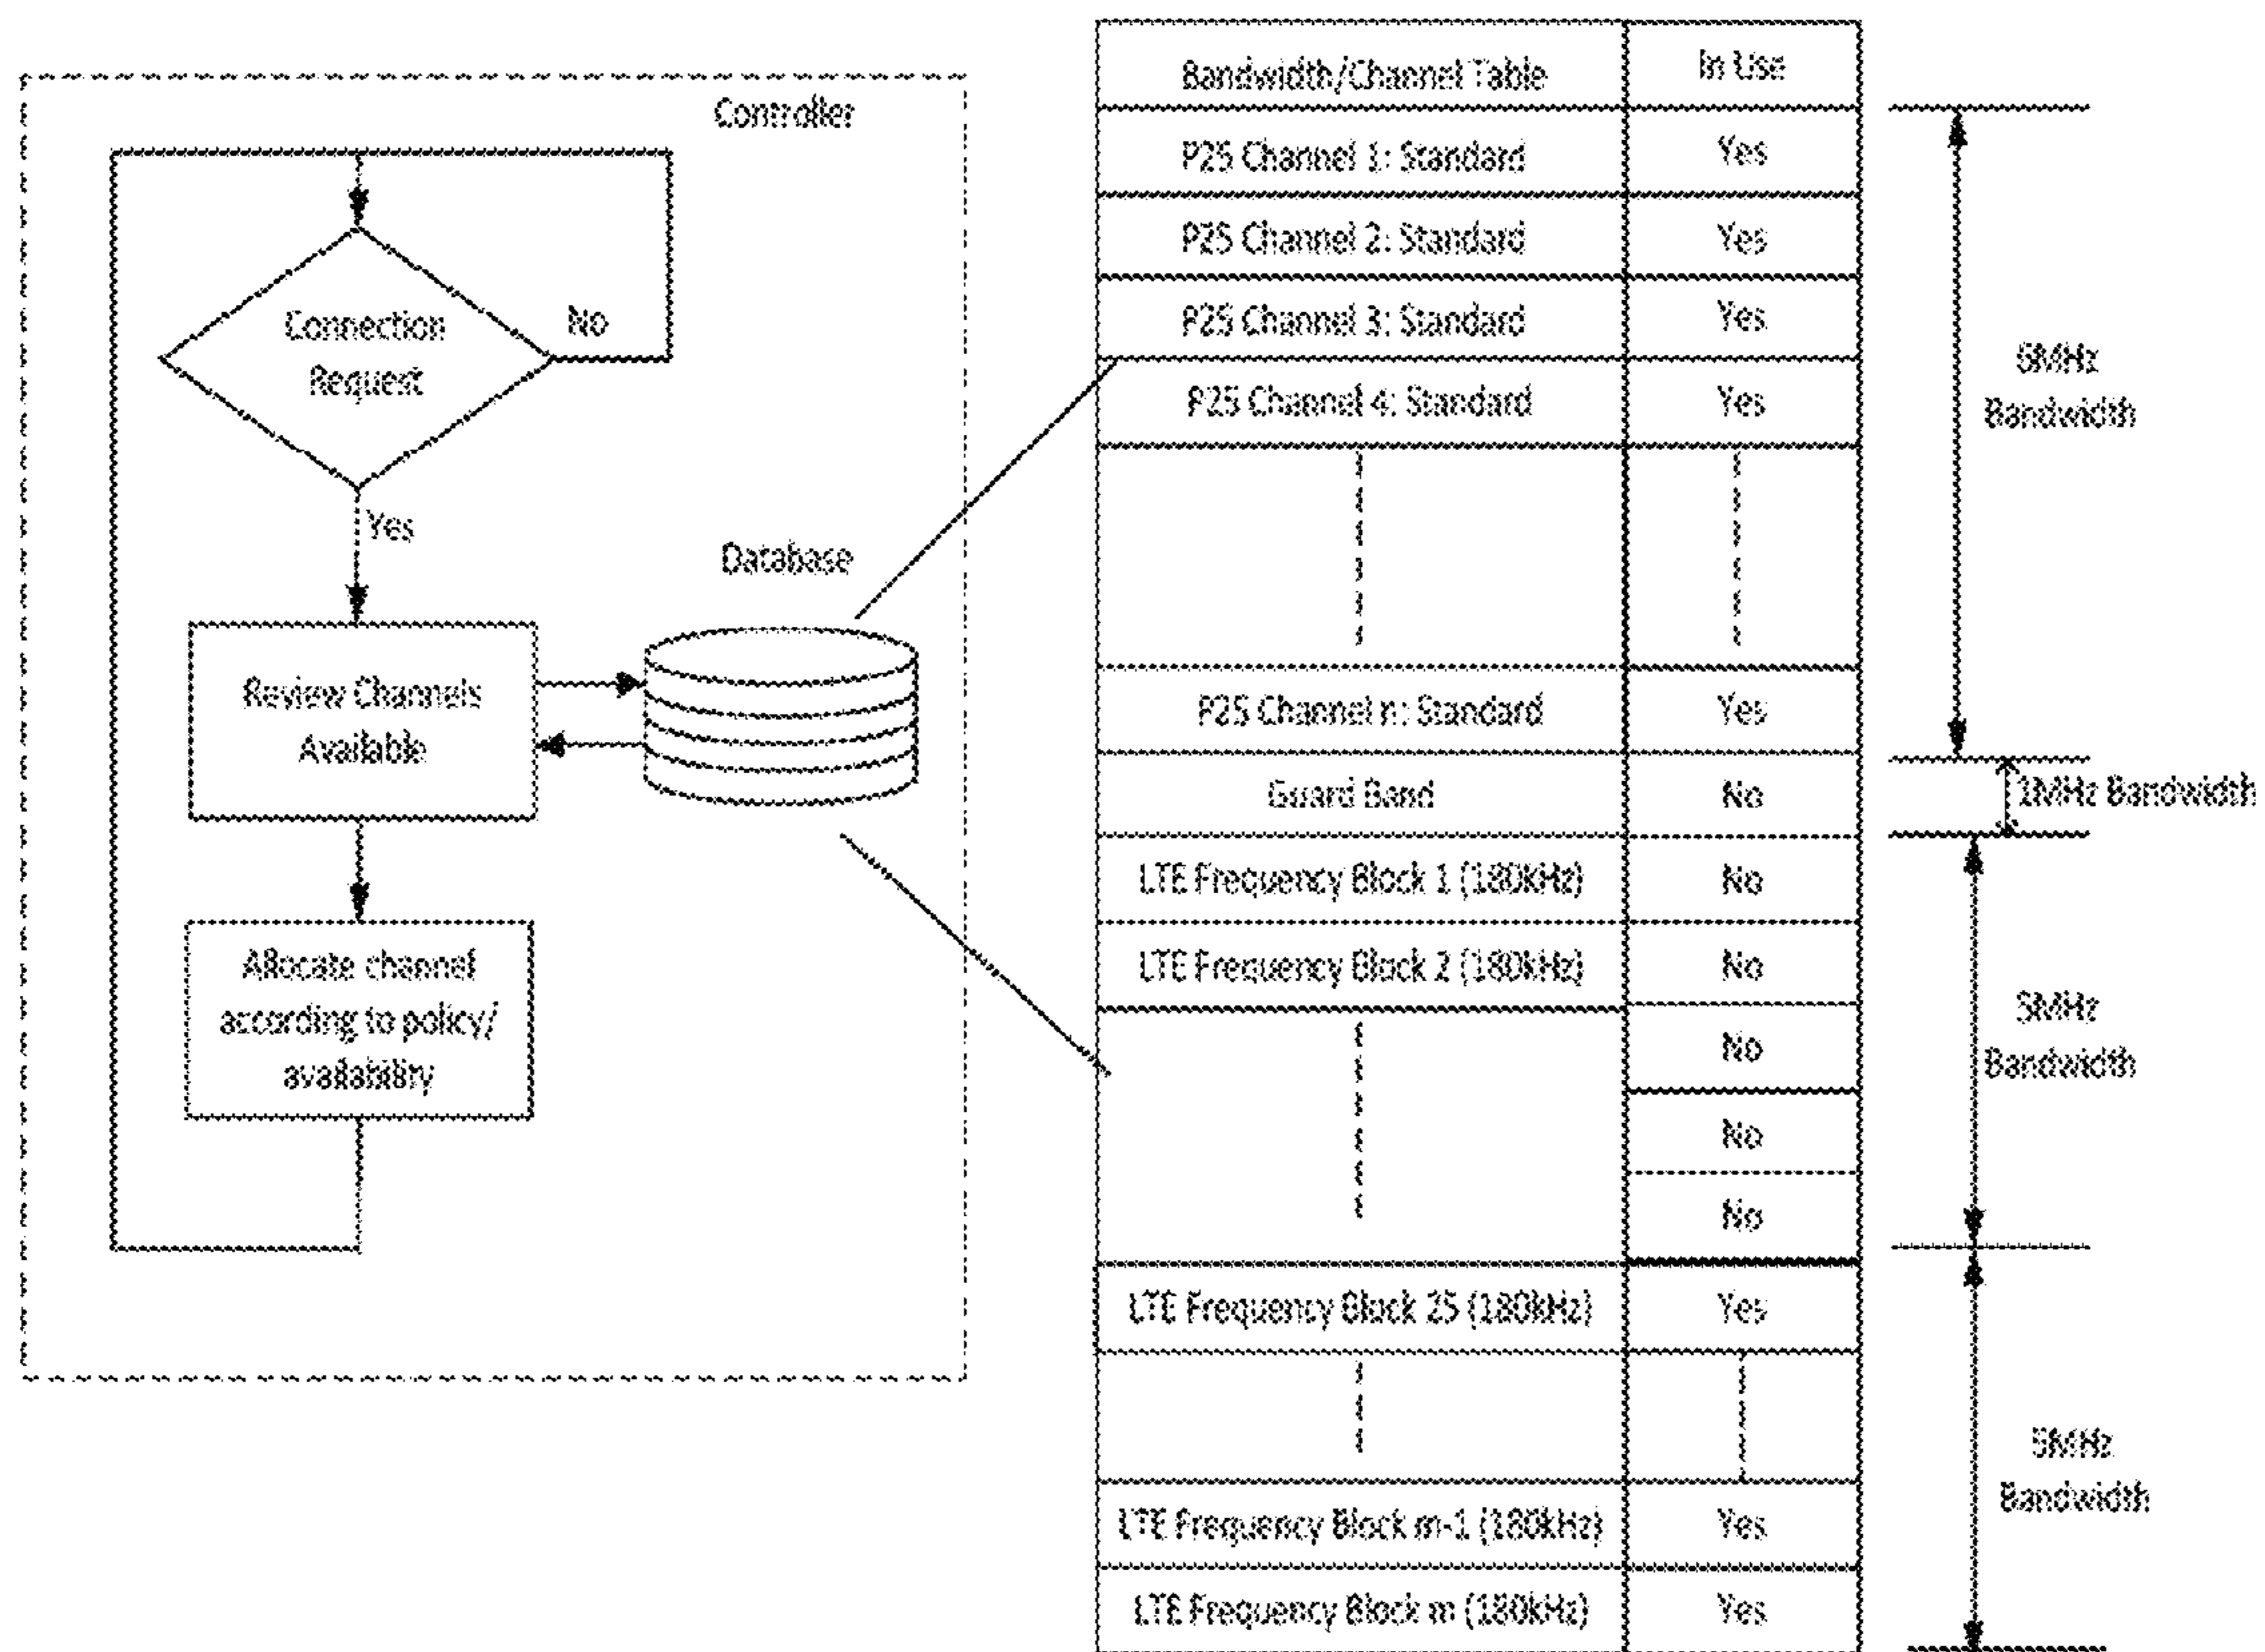 Controller
Connection
Request
No
Yes
Database
Review Channels
Available
Allocate channel
according to policy/
availability
Bandwidth/Channel Table In Use
P25 Channel 1: Standard Yes
P25 Channel 2: Standard Yes
P25 Channel 3: Standard Yes
P25 Channel 4: Standard Yes
P25 Channel n: Standard Yes
Guard Band No
LTE Frequency Block 1 (180kHz) No
LTE Frequency Block 2 (180kHz) No
No
No
No
LTE Frequency Block 25 (180kHz) Yes
LTE Frequency Block m-1 (180kHz) Yes
LTE Frequency Block m (180kHz) Yes
6MHz
Bandwidth
1MHz Bandwidth
5MHz
Bandwidth
5MHz
Bandwidth